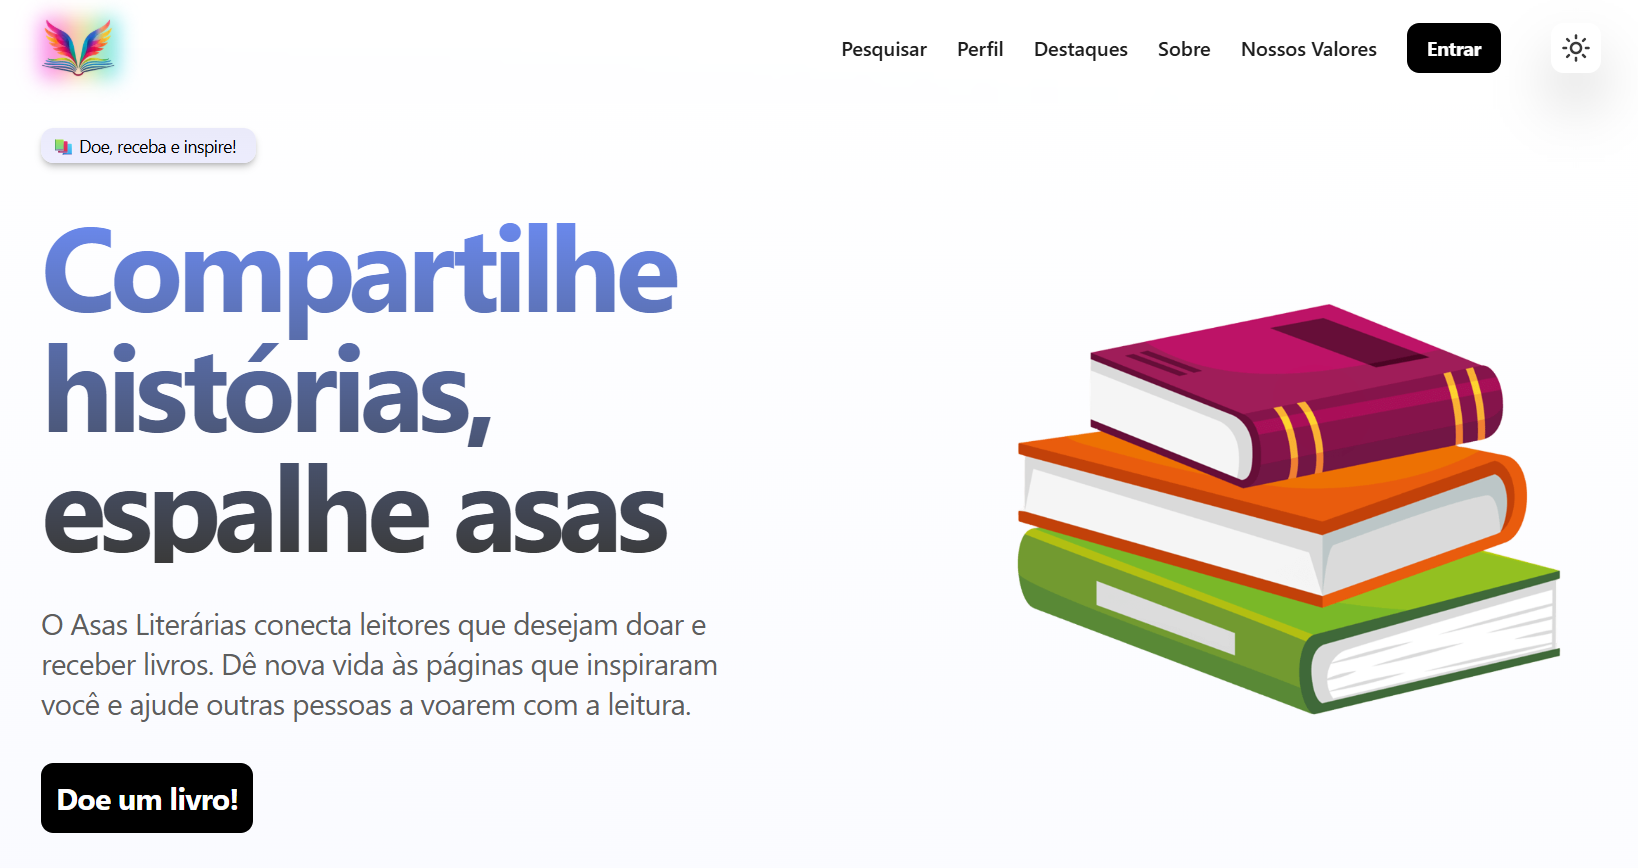 Pesquisar Perfil Destaques Sobre Nossos Valores Entrar
Doe, receba e inspire!
Compartilhe
histórias,
espalhe asas
O Asas Literárias conecta leitores que desejam doar e
receber livros. Dê nova vida às páginas que inspiraram
você e ajude outras pessoas a voarem com a leitura.
Doe um livro!